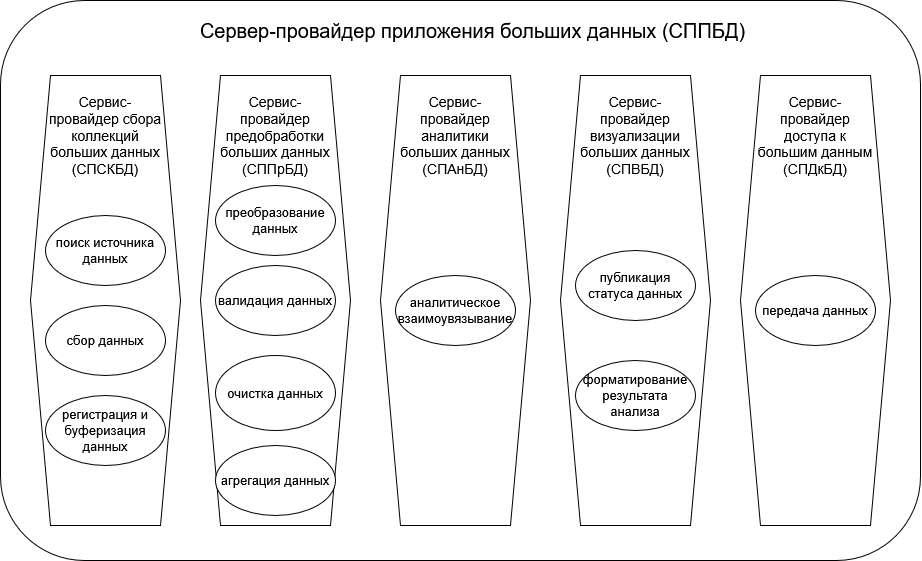 Сервер-провайдер приложения больших данных (СППБД)
Сервис-
провайдер сбора
коллекций
больших данных
(СПСКБД)
поиск источника
данных
сбор данных
регистрация и
буферизация
данных
Сервис-
провайдер
предобработки
больших данных
(СППрБД)
преобразование
данных
валидация данных
очистка данных
агрегация данных
Сервис-
провайдер
аналитики
больших данных
(СПАнБД)
аналитическое
взаимоувязывание
Сервис-
провайдер
визуализации
больших данных
(СПВБД)
публикация
статуса данных
форматирование
результата
анализа
Сервис-
провайдер
доступа к
большим данным
(СПДкБД)
передача данных